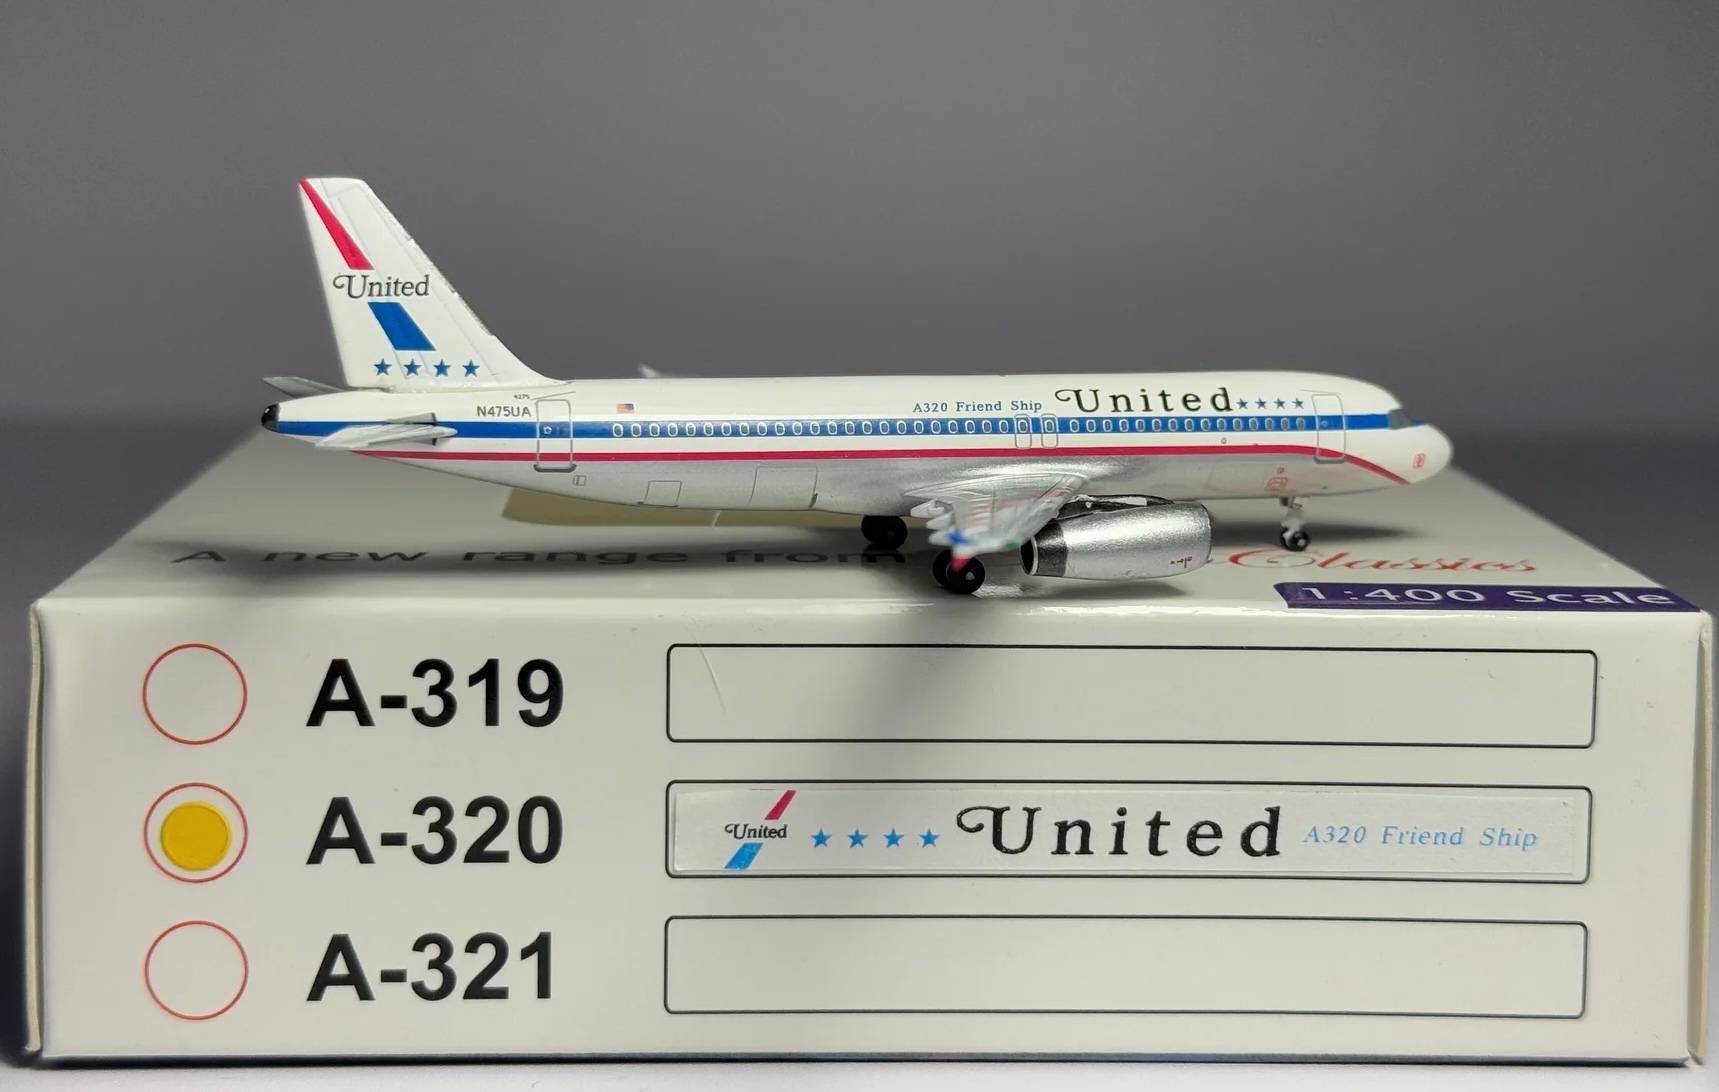 United
4275
N475UA
A320 Friend Ship
United
A new range from
Classics
1:400 Scale
A-319
A-320
United
United
A320 Friend Ship
A-321